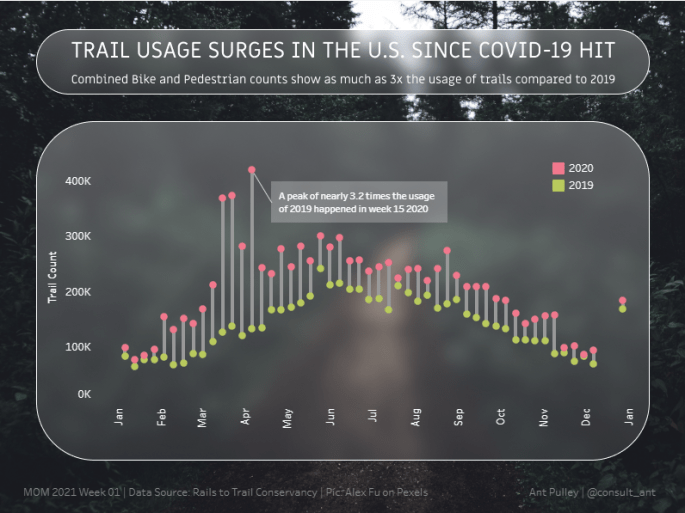 TRAIL USAGE SURGES IN THE U.S. SINCE COVID-19 HIT
Combined Bike and Pedestrian counts show as much as 3x the usage of trails compared to 2019
2020
2019
400K
300K
200K
100K
0K
Trail Count
A peak of nearly 3.2 times the usage
of 2019 happened in week 15 2020
Jan
Feb
Mar
Apr
May
Jun
Jul
Aug
Sep
Oct
Nov
Dec
Jan
MOM 2021 Week 01 | Data Source: Rails to Trail Conservancy | Pic: Alex Fu on Pexels
Ant Pulley | @consult_ant